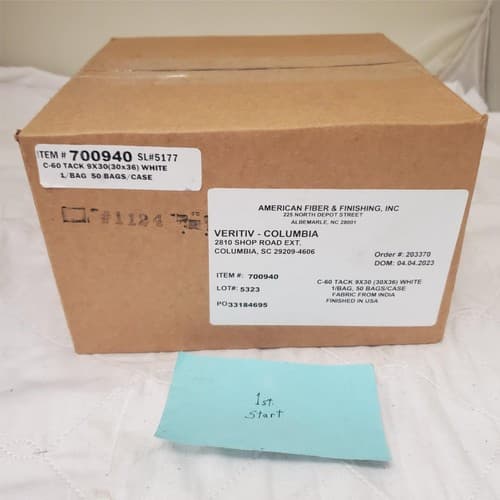 ITEM # 700940 SL#5177
C-60 TACK 9X30(30x36) WHITE
1/BAG 50 BAGS/CASE
#1124
AMERICAN FIBER & FINISHING, INC
225 NORTH DEPOT STREET
ALBEMARLE, NC 28001
VERITIV - COLUMBIA
2810 SHOP ROAD EXT.
COLUMBIA, SC 29209-4606
Order #: 203370
DOM: 04.04.2023
ITEM #: 700940
LOT#: 5323
PO33184695
C-60 TACK 9X30 (30X36) WHITE
1/BAG, 50 BAGS/CASE
FABRIC FROM INDIA
FINISHED IN USA
1st.
Start